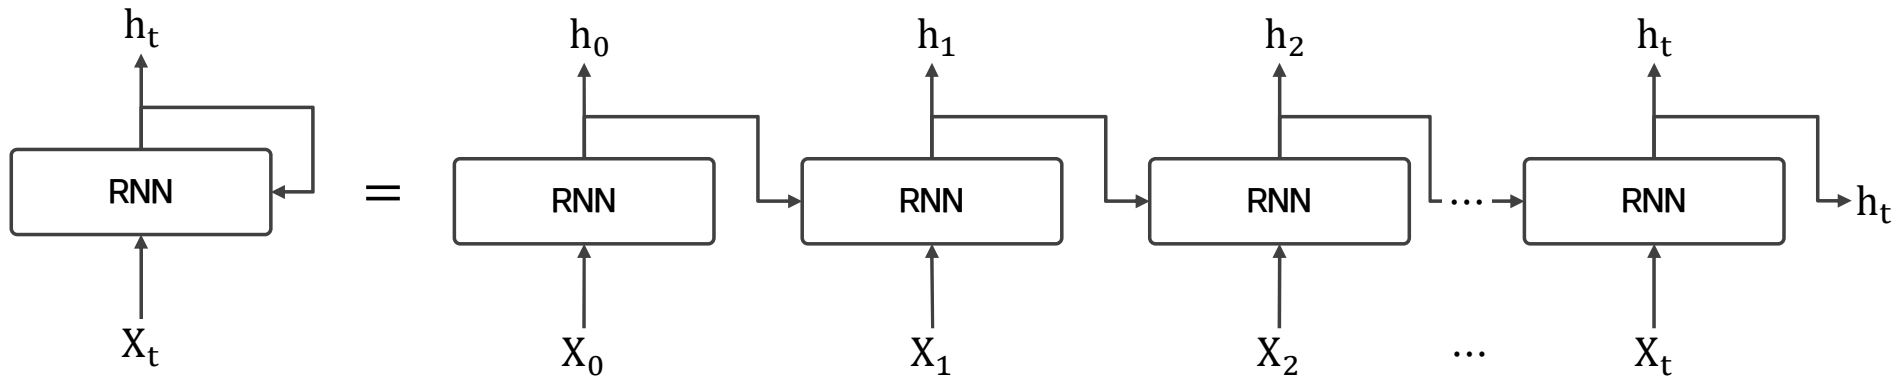 h_t h_0 h_1 h_2 h_t
RNN = RNN RNN RNN ... RNN h_t
X_t X_0 X_1 X_2 ... X_t